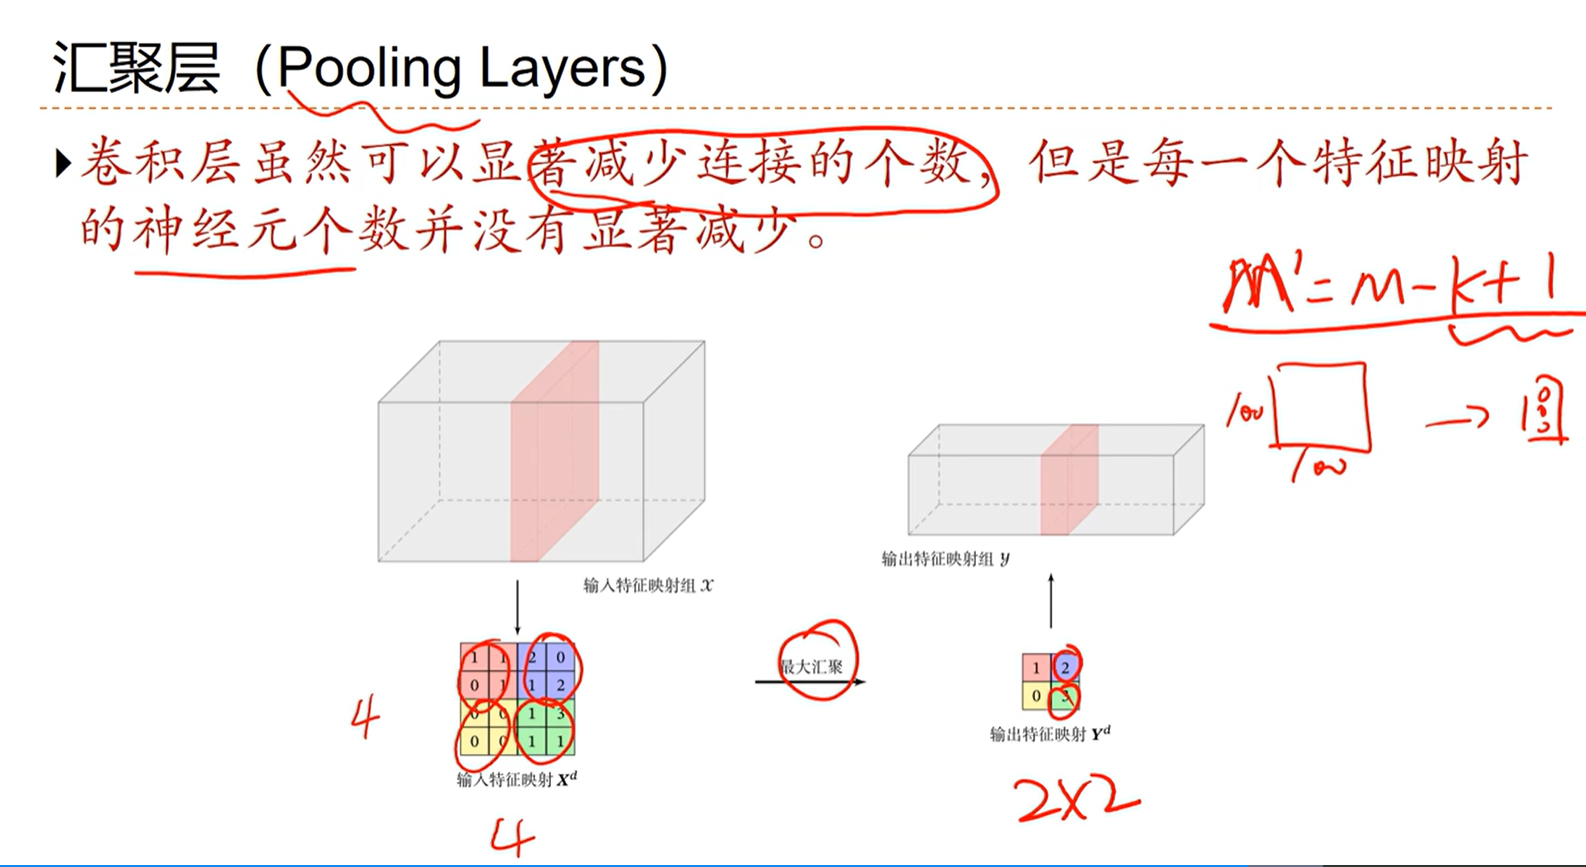 汇聚层（Pooling Layers）
卷积层虽然可以显著减少连接的个数，但是每一个特征映射
的神经元个数并没有显著减少。
M'=M-k+1
100
100
输出特征映射组 y
输入特征映射组 x
1 1 2 0
0 1 1 2
0 0 1 3
0 0 1 1
4
输入特征映射 Xᵈ
4
最大汇聚
1 2
0 3
输出特征映射 Yᵈ
2×2